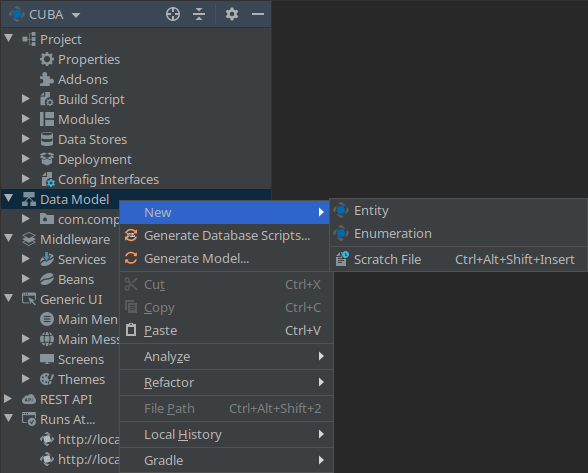 CUBA
Project
Properties
Add-ons
Build Script
Modules
Data Stores
Deployment
Config Interfaces
Data Model
com.comp
Middleware
Services
Beans
Generic UI
Main Men
Main Mess
Screens
Themes
REST API
Runs At...
http://loca
http://loca
New
Generate Database Scripts...
Generate Model...
Cut Ctrl+X
Copy Ctrl+C
Paste Ctrl+V
Analyze
Refactor
File Path Ctrl+Alt+Shift+2
Local History
Gradle
Entity
Enumeration
Scratch File Ctrl+Alt+Shift+Insert